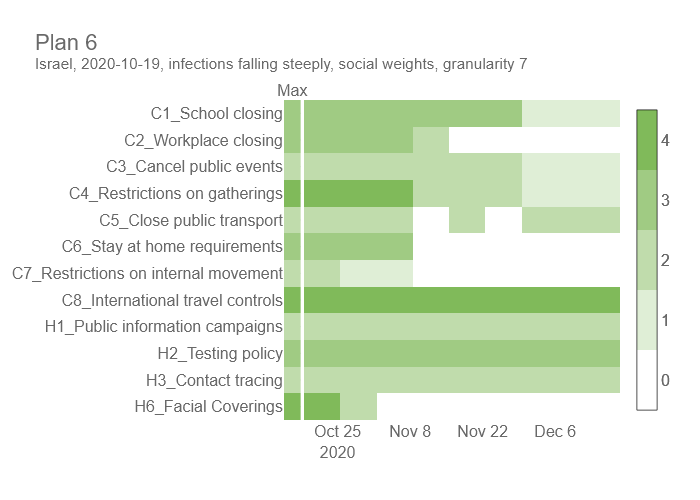 Plan 6
Israel, 2020-10-19, infections falling steeply, social weights, granularity 7
Max
C1_School closing
C2_Workplace closing
C3_Cancel public events
C4_Restrictions on gatherings
C5_Close public transport
C6_Stay at home requirements
C7_Restrictions on internal movement
C8_International travel controls
H1_Public information campaigns
H2_Testing policy
H3_Contact tracing
H6_Facial Coverings
Oct 25 Nov 8 Nov 22 Dec 6
2020
4
3
2
1
0